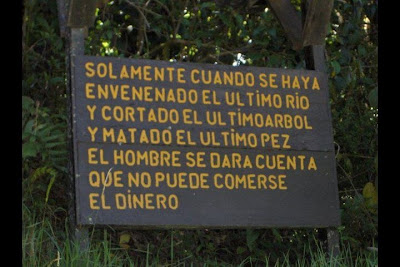 SOLAMENTE CUANDO SE HAYA
ENVENENADO EL ULTIMO RÍO
Y CORTADO EL ULTIMOARBOL
Y MATADO EL ULTIMO PEZ
EL HOMBRE SE DARA CUENTA
QUE NO PUEDE COMERSE
EL DINERO